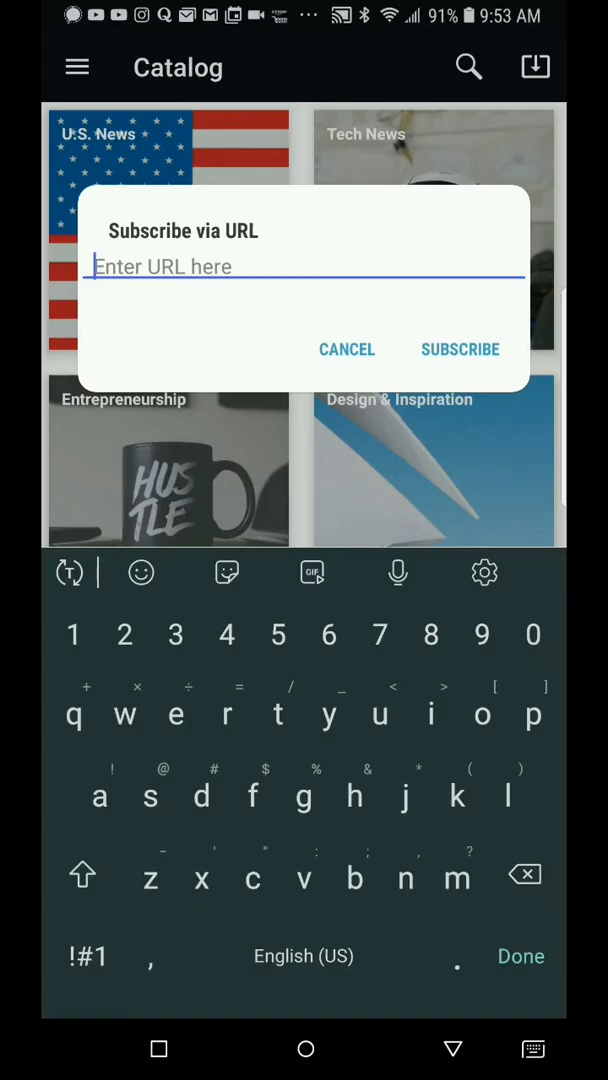 91% 9:53 AM
Catalog
U.S. News
Tech News
Subscribe via URL
Enter URL here
CANCEL
SUBSCRIBE
Entrepreneurship
Design & Inspiration
HUS
TLE
T
GIF
1 2 3 4 5 6 7 8 9 0
+ × ÷ = / _ < > [ ]
q w e r t y u i o p
! @ # $ % & * ( )
a s d f g h j k l
- ' " : ; , ?
z x c v b n m
!#1 , English (US) . Done